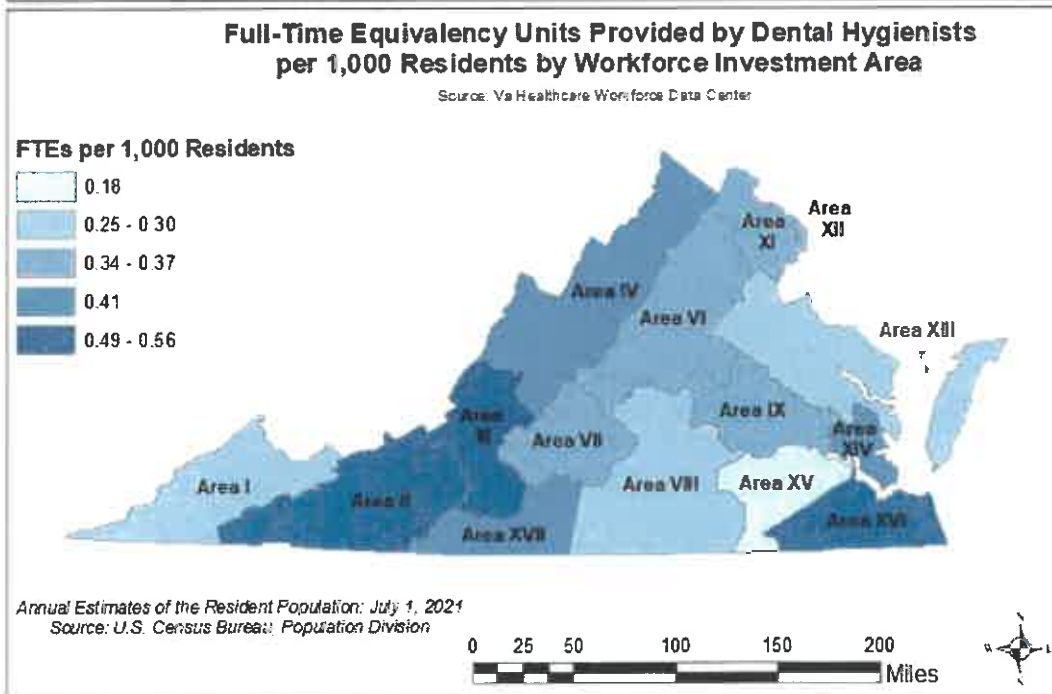 Full-Time Equivalency Units Provided by Dental Hygienists
per 1,000 Residents by Workforce Investment Area
Source: Va Healthcare Workforce Data Center
FTEs per 1,000 Residents
0.18
0.25 - 0.30
0.34 - 0.37
0.41
0.49 - 0.56
Area
XII
Area
XI
Area IV
Area VI
Area XIII
Area
III
Area IX
Area VII
Area
XIV
Area I
Area II
Area VIII
Area XV
Area XVI
Area XVII
Annual Estimates of the Resident Population: July 1, 2021
Source: U.S. Census Bureau, Population Division
0 25 50 100 150 200
Miles
N
S